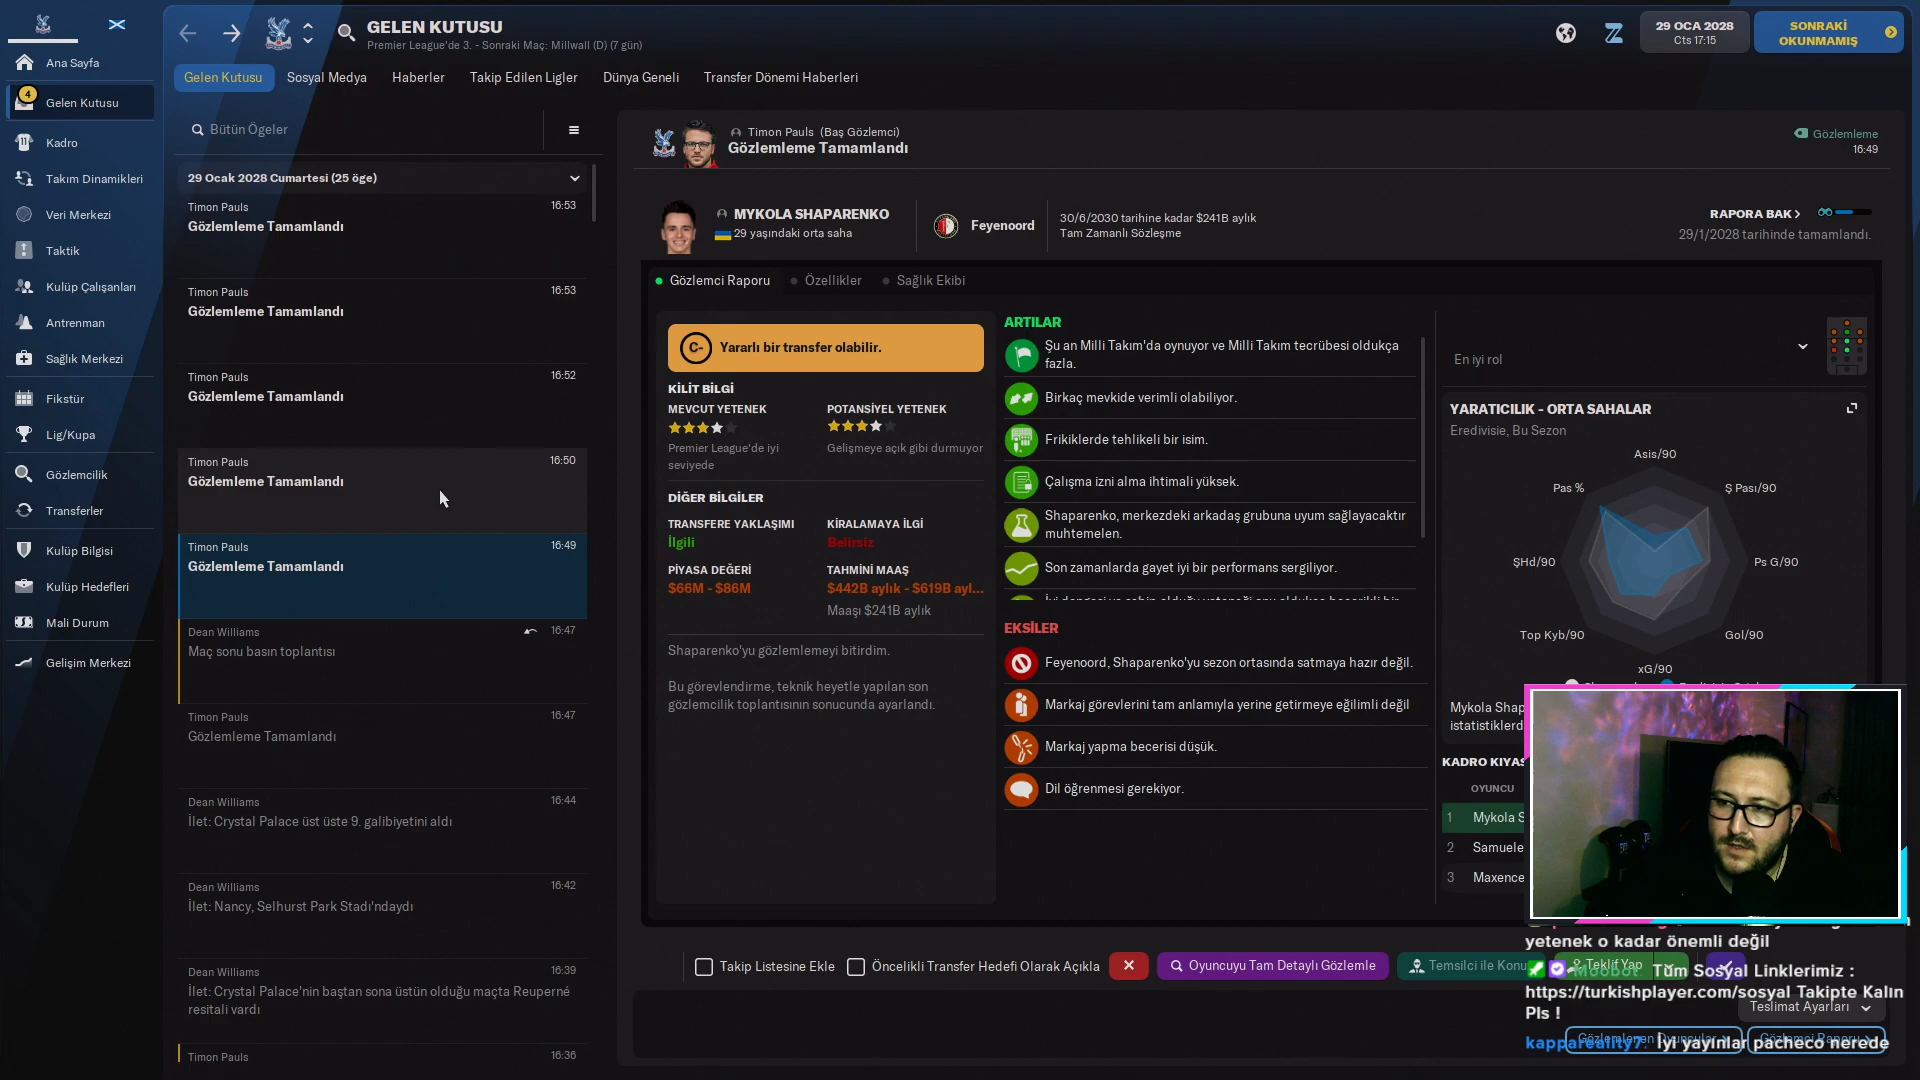 GELEN KUTUSU
Premier League'de 3. - Sonraki Maç: Millwall (D) (7 gün)
29 OCA 2028
Cts 17:15
SONRAKİ
OKUNMAMIŞ
Ana Sayfa
4
Gelen Kutusu
Kadro
Takım Dinamikleri
Veri Merkezi
Taktik
Kulüp Çalışanları
Antrenman
Sağlık Merkezi
Fikstür
Lig/Kupa
Gözlemcilik
Transferler
Kulüp Bilgisi
Kulüp Hedefleri
Mali Durum
Gelişim Merkezi
Gelen Kutusu
Sosyal Medya
Haberler
Takip Edilen Ligler
Dünya Geneli
Transfer Dönemi Haberleri
Bütün Ögeler
29 Ocak 2028 Cumartesi (25 öge)
Timon Pauls 16:53
Gözlemleme Tamamlandı
Timon Pauls 16:53
Gözlemleme Tamamlandı
Timon Pauls 16:52
Gözlemleme Tamamlandı
Timon Pauls 16:50
Gözlemleme Tamamlandı
Timon Pauls 16:49
Gözlemleme Tamamlandı
Dean Williams 16:47
Maç sonu basın toplantısı
Timon Pauls 16:47
Gözlemleme Tamamlandı
Dean Williams 16:44
İlet: Crystal Palace üst üste 9. galibiyetini aldı
Dean Williams 16:42
İlet: Nancy, Selhurst Park Stadı'ndaydı
Dean Williams 16:39
İlet: Crystal Palace'nin baştan sona üstün olduğu maçta Reuperné
resitali vardı
Timon Pauls 16:36
Timon Pauls (Baş Gözlemci)
Gözlemleme Tamamlandı
Gözlemleme
16:49
MYKOLA SHAPARENKO
29 yaşındaki orta saha
Feyenoord
30/6/2030 tarihine kadar $241B aylık
Tam Zamanlı Sözleşme
RAPORA BAK
29/1/2028 tarihinde tamamlandı.
Gözlemci Raporu
Özellikler
Sağlık Ekibi
C- Yararlı bir transfer olabilir.
KİLİT BİLGİ
MEVCUT YETENEK
POTANSİYEL YETENEK
Premier League'de iyi
seviyede
Gelişmeye açık gibi durmuyor
DİĞER BİLGİLER
TRANSFERE YAKLAŞIMI
KİRALAMAYA İLGİ
İlgili
Belirsiz
PİYASA DEĞERİ
TAHMİNİ MAAŞ
$66M - $86M
$442B aylık - $619B ayl...
Maaşı $241B aylık
Shaparenko'yu gözlemlemeyi bitirdim.
Bu görevlendirme, teknik heyetle yapılan son
gözlemcilik toplantısının sonucunda ayarlandı.
ARTILAR
Şu an Milli Takım'da oynuyor ve Milli Takım tecrübesi oldukça
fazla.
Birkaç mevkide verimli olabiliyor.
Frikiklerde tehlikeli bir isim.
Çalışma izni alma ihtimali yüksek.
Shaparenko, merkezdeki arkadaş grubuna uyum sağlayacaktır
muhtemelen.
Son zamanlarda gayet iyi bir performans sergiliyor.
EKSİLER
Feyenoord, Shaparenko'yu sezon ortasında satmaya hazır değil.
Markaj görevlerini tam anlamıyla yerine getirmeye eğilimli değil
Markaj yapma becerisi düşük.
Dil öğrenmesi gerekiyor.
En iyi rol
YARATICILIK - ORTA SAHALAR
Eredivisie, Bu Sezon
Asis/90
Pas %
Ş Pası/90
ŞHd/90
Ps G/90
Top Kyb/90
Gol/90
xG/90
Mykola Shap
istatistiklerd
KADRO KIYAS
OYUNCU
1 Mykola S
2 Samuele
3 Maxence
Takip Listesine Ekle
Öncelikli Transfer Hedefi Olarak Açıkla
Oyuncuyu Tam Detaylı Gözlemle
Temsilci ile Konu
Teklif Yap
yetenek o kadar önemli değil
Moobot: Tüm Sosyal Linklerimiz :
https://turkishplayer.com/sosyal Takipte Kalın
Pls !
Teslimat Ayarları
kappareality7: İyi yayınlar pacheco nerede